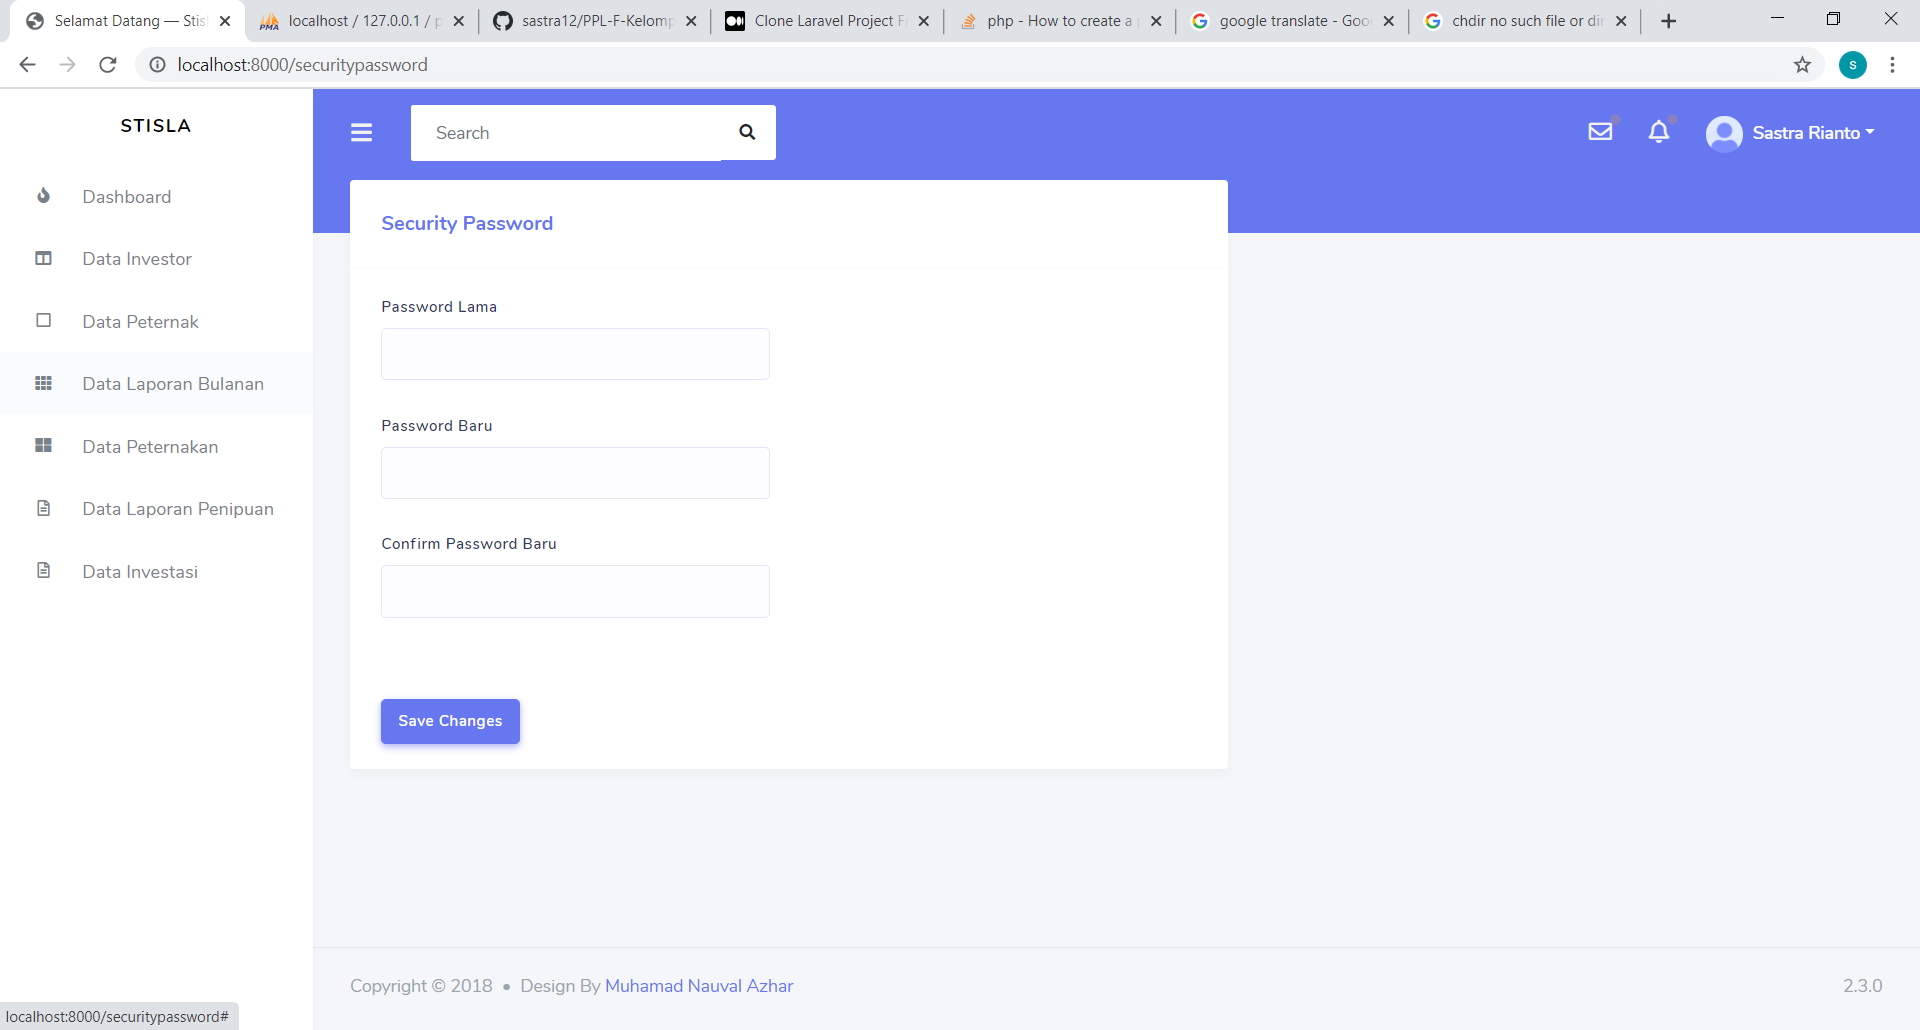 Selamat Datang — Stis
localhost / 127.0.0.1 / p
sastra12/PPL-F-Kelomp
Clone Laravel Project F
php - How to create a
google translate - Goo
chdir no such file or dir
localhost:8000/securitypassword
s
STISLA
Search
Sastra Rianto
Dashboard
Data Investor
Data Peternak
Data Laporan Bulanan
Data Peternakan
Data Laporan Penipuan
Data Investasi
Security Password
Password Lama
Password Baru
Confirm Password Baru
Save Changes
Copyright © 2018 • Design By Muhamad Nauval Azhar
2.3.0
localhost:8000/securitypassword#